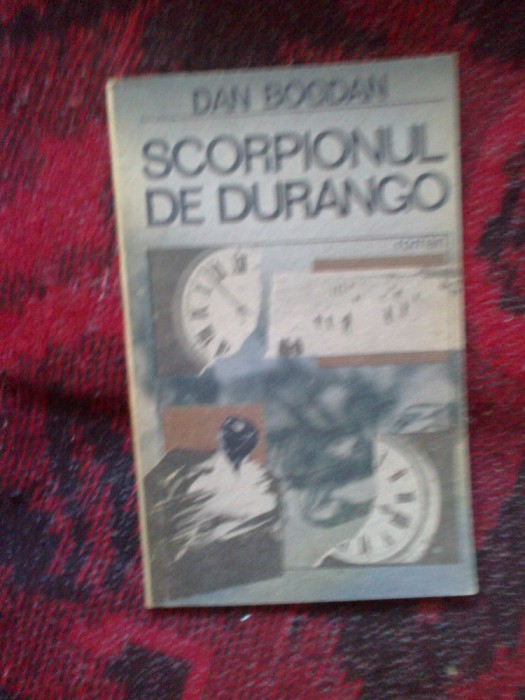 DAN BOGDAN
SCORPIONUL
DE DURANGO
roman